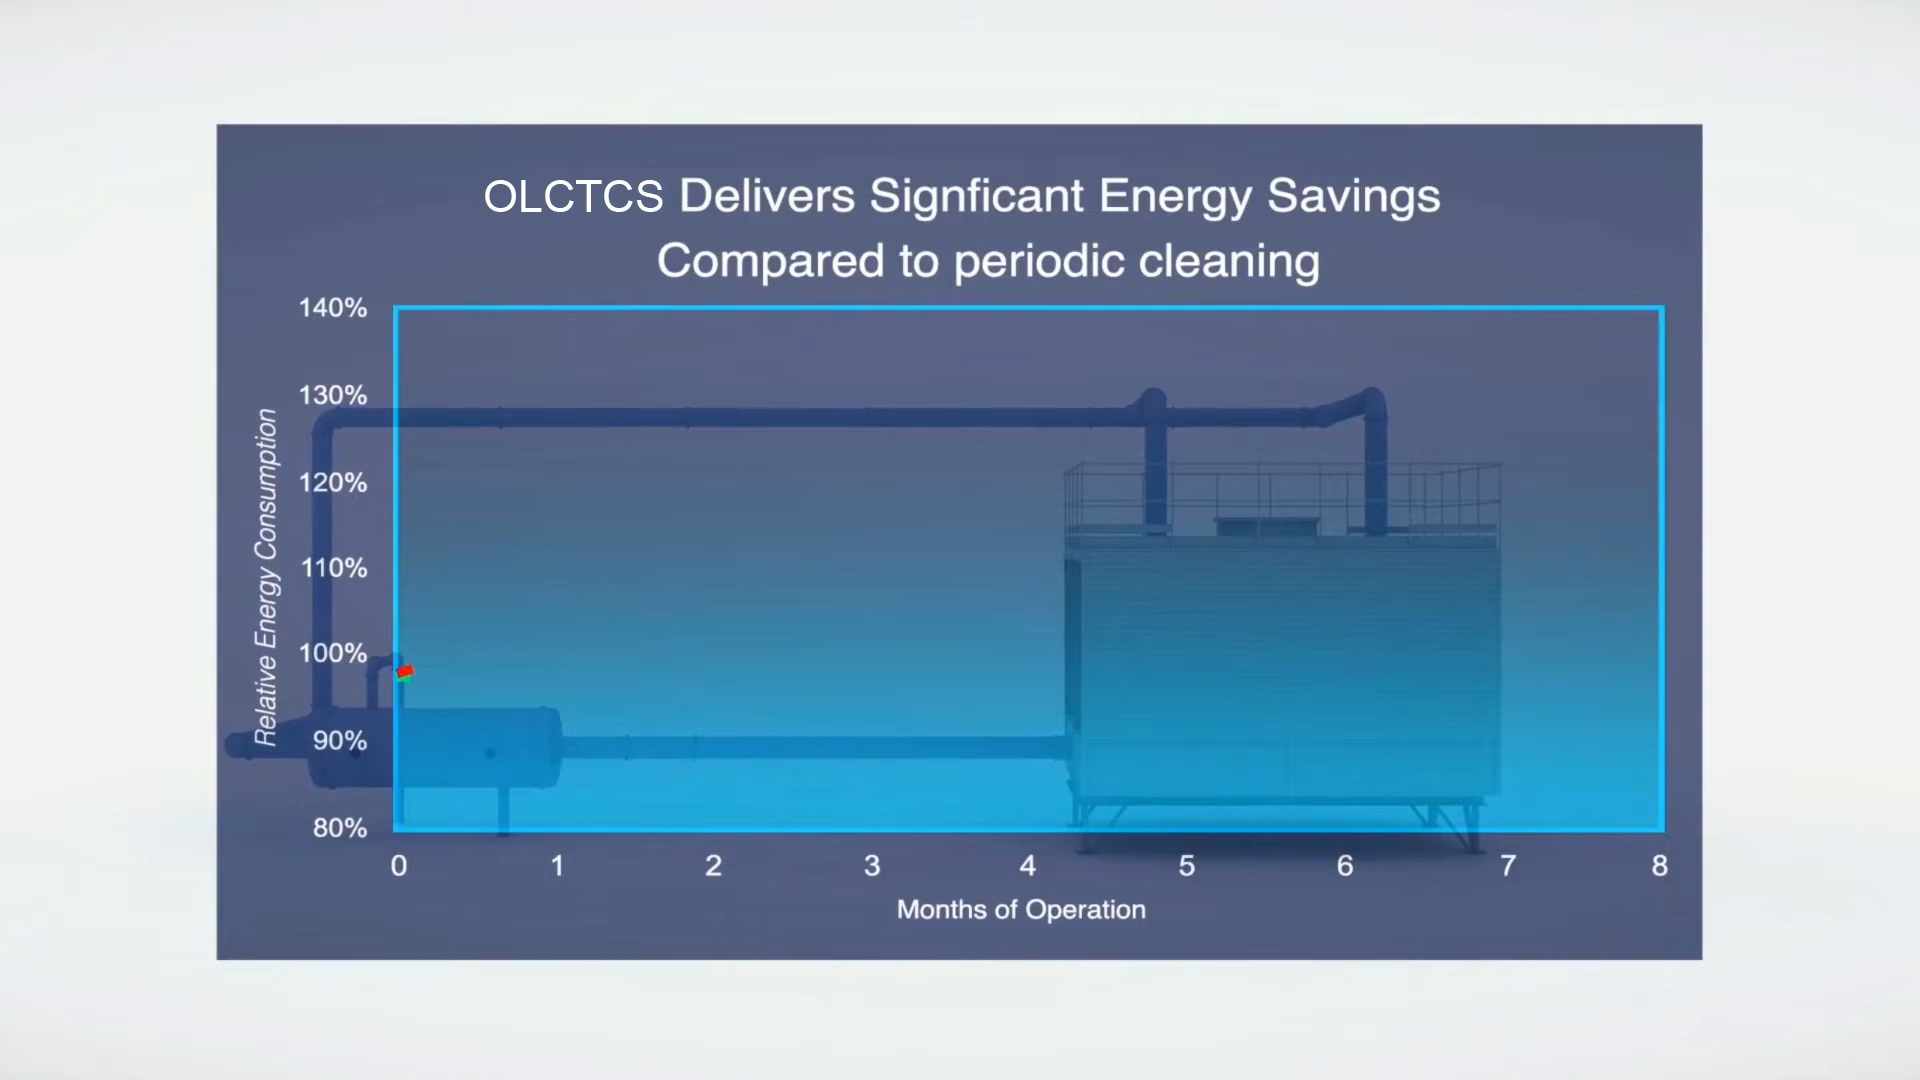 OLCTCS Delivers Signficant Energy Savings
Compared to periodic cleaning
Relative Energy Consumption
140%
130%
120%
110%
100%
90%
80%
0 1 2 3 4 5 6 7 8
Months of Operation